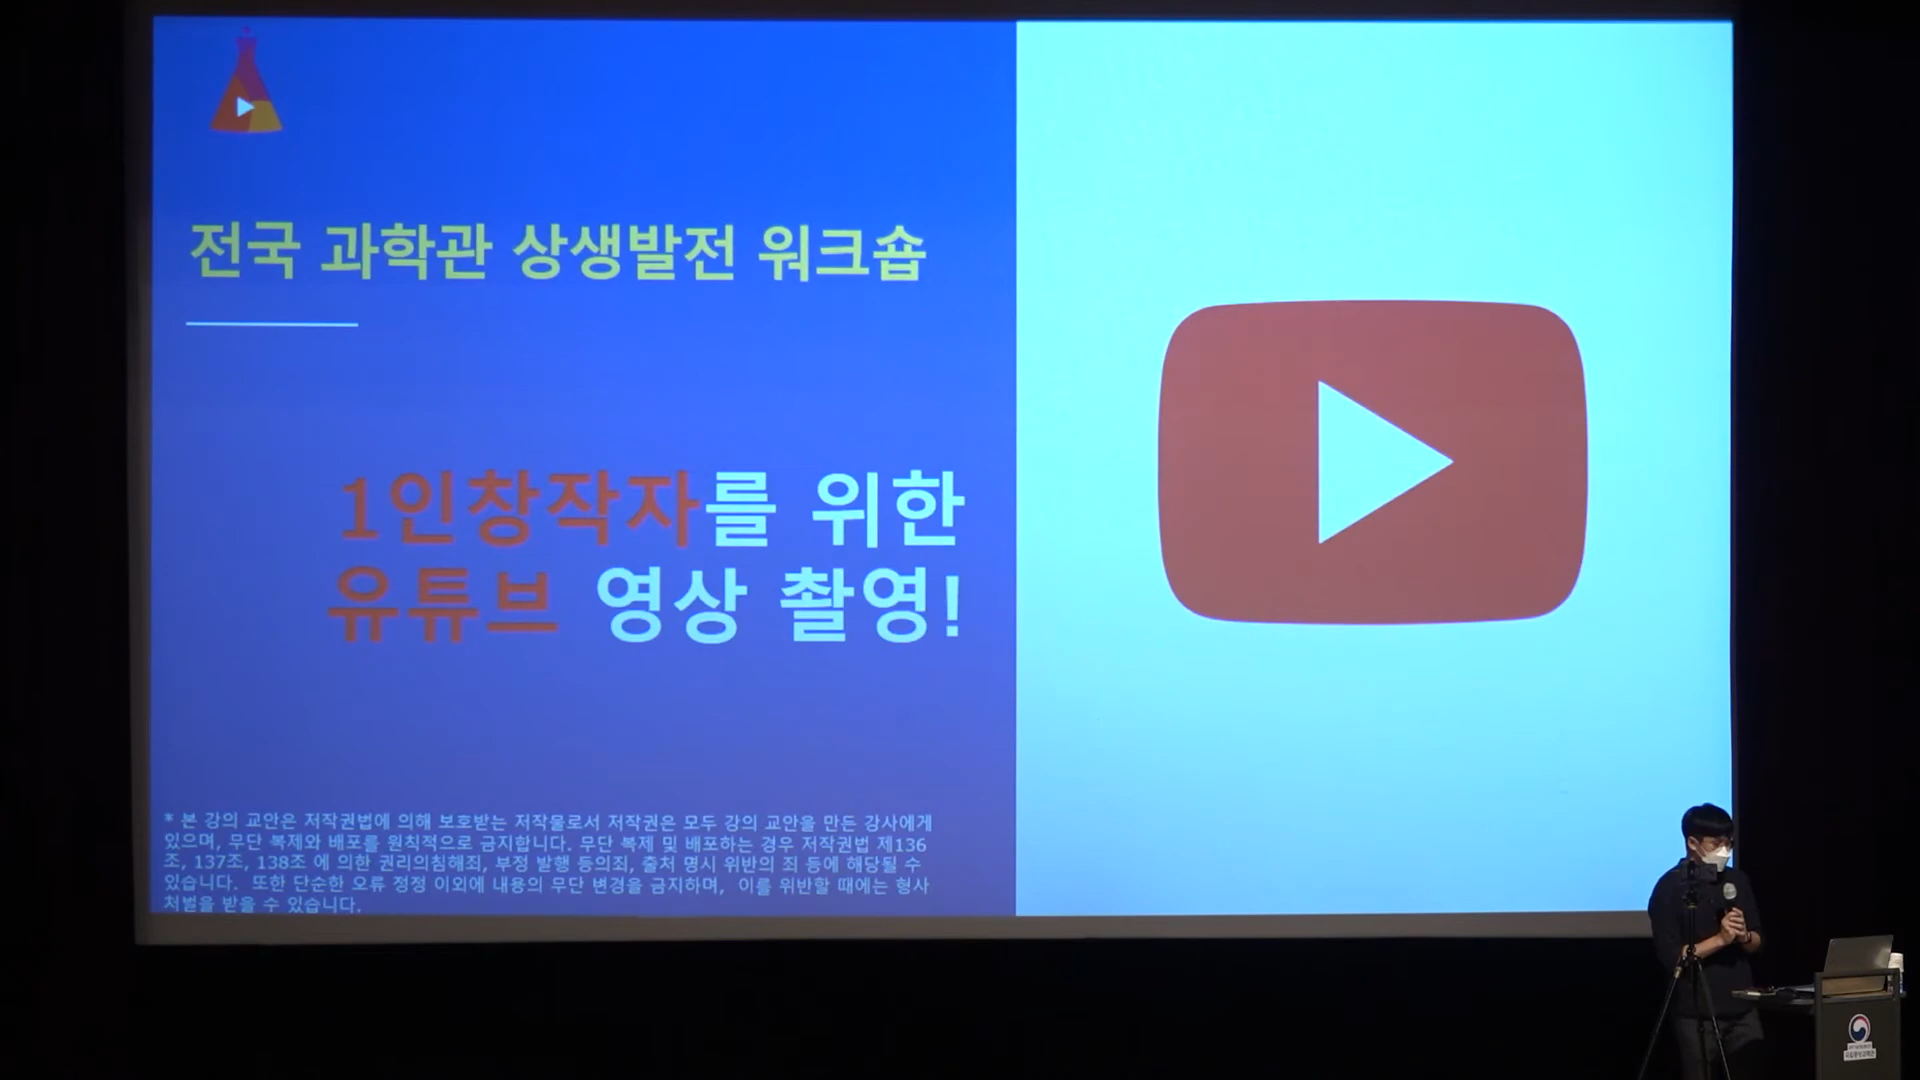 전국 과학관 상생발전 워크숍
1인창작자를 위한
유튜브 영상 촬영!
* 본 강의 교안은 저작권법에 의해 보호받는 저작물로서 저작권은 모두 강의 교안을 만든 강사에게
있으며, 무단 복제와 배포를 원칙적으로 금지합니다. 무단 복제 및 배포하는 경우 저작권법 제136
조, 137조, 138조 에 의한 권리의침해죄, 부정 발행 등의죄, 출처 명시 위반의 죄 등에 해당될 수
있습니다. 또한 단순한 오류 정정 이외에 내용의 무단 변경을 금지하며, 이를 위반할 때에는 형사
처벌을 받을 수 있습니다.